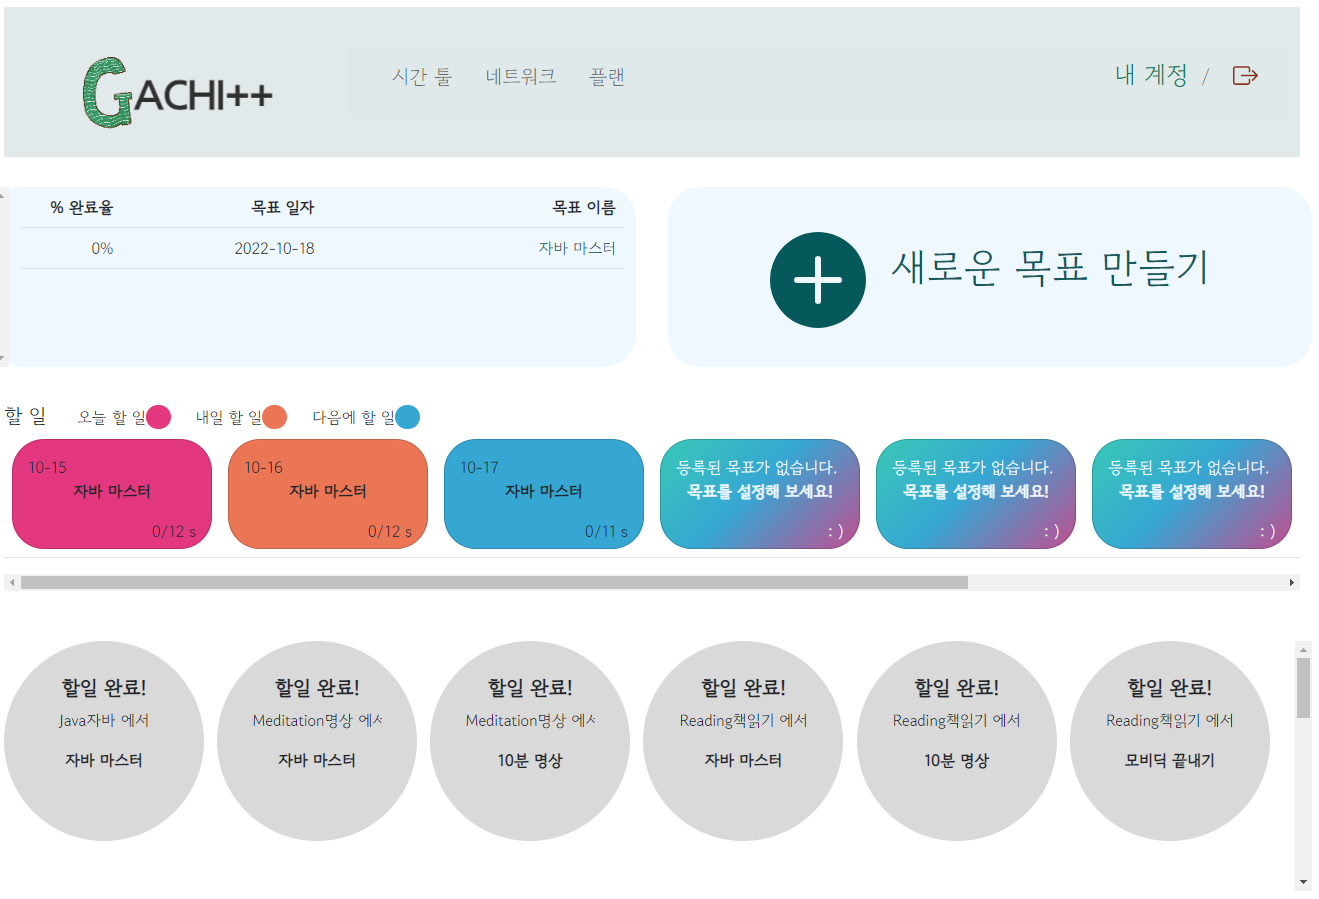 GACHI++
시간 툴 네트워크 플랜
내 계정 /
% 완료율 목표 일자 목표 이름
0% 2022-10-18 자바 마스터
새로운 목표 만들기
할 일 오늘 할 일 내일 할 일 다음에 할 일
10-15
자바 마스터
0/12 s
10-16
자바 마스터
0/12 s
10-17
자바 마스터
0/11 s
등록된 목표가 없습니다.
목표를 설정해 보세요!
: )
등록된 목표가 없습니다.
목표를 설정해 보세요!
: )
등록된 목표가 없습니다.
목표를 설정해 보세요!
: )
할일 완료!
Java자바 에서
자바 마스터
할일 완료!
Meditation명상 에서
자바 마스터
할일 완료!
Meditation명상 에서
10분 명상
할일 완료!
Reading책읽기 에서
자바 마스터
할일 완료!
Reading책읽기 에서
10분 명상
할일 완료!
Reading책읽기 에서
모비딕 끝내기